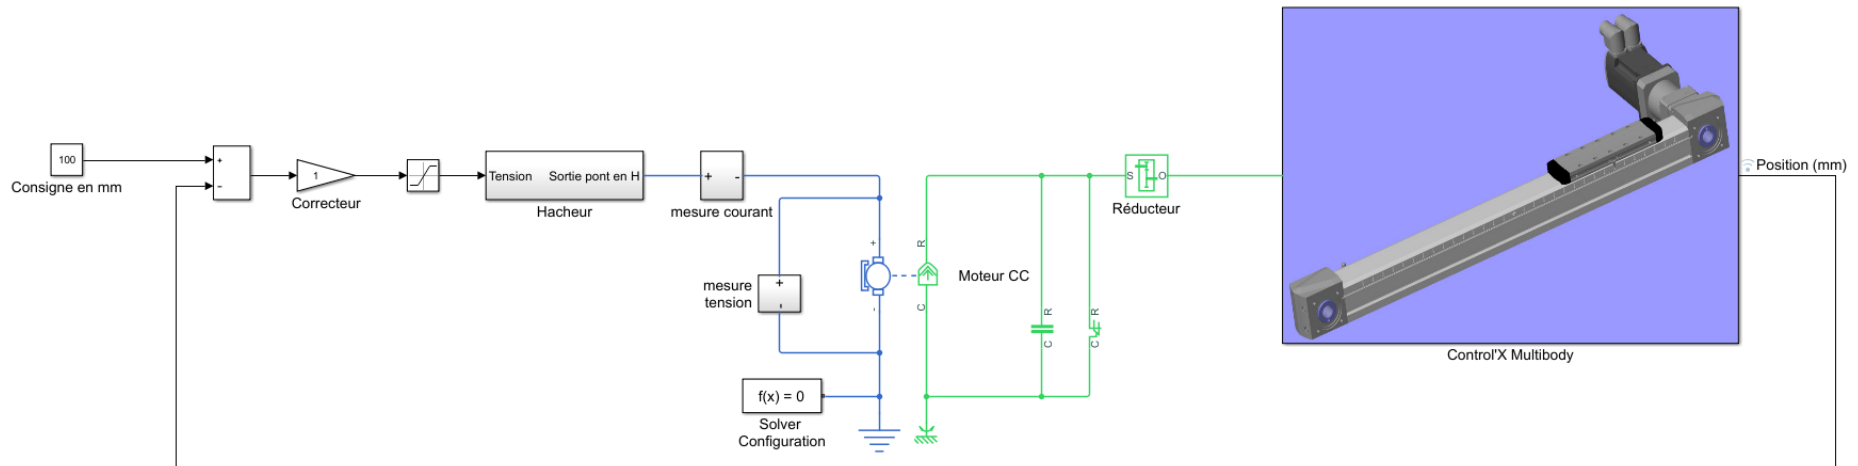 100
Consigne en mm
+
−
1
Correcteur
Tension
Sortie pont en H
Hacheur
+
-
mesure courant
mesure
tension
+
-
+
-
R
C
Moteur CC
R
C
R
C
S
O
Réducteur
f(x) = 0
Solver
Configuration
Control'X Multibody
Position (mm)